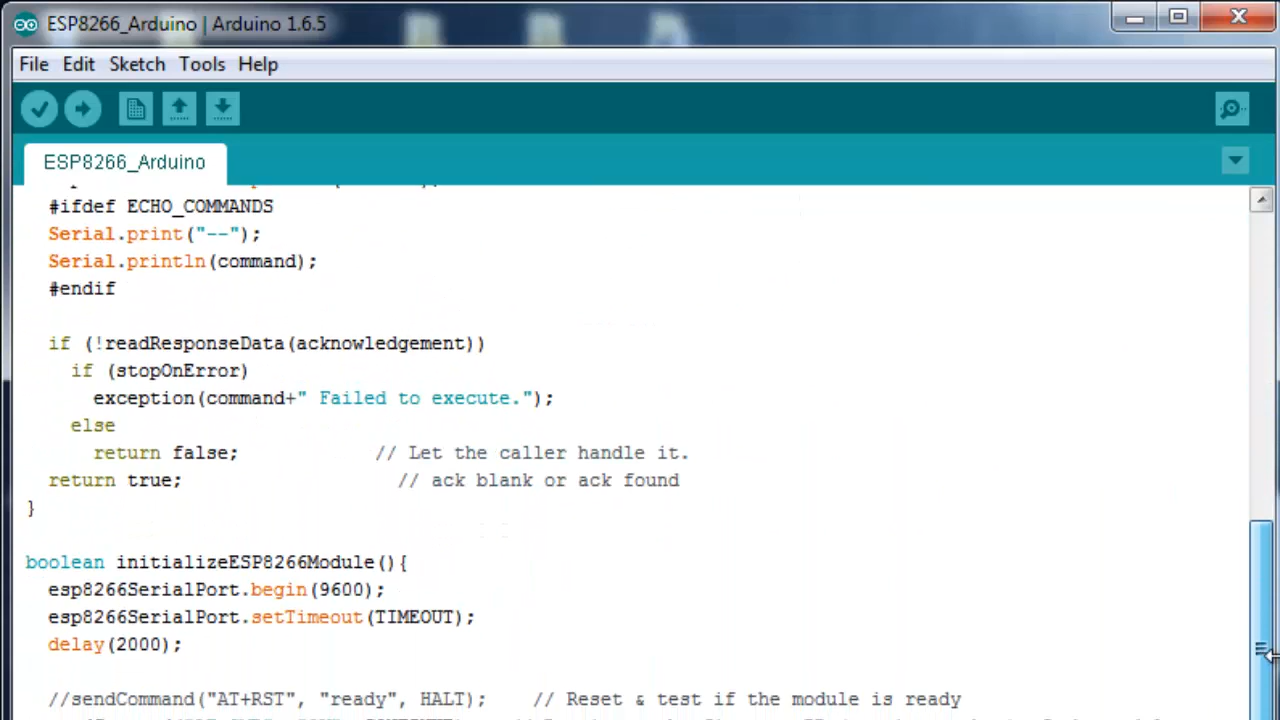 ESP8266_Arduino | Arduino 1.6.5
File Edit Sketch Tools Help
ESP8266_Arduino
#ifdef ECHO_COMMANDS
Serial.print("--");
Serial.println(command);
#endif
if (!readResponseData(acknowledgement))
if (stopOnError)
exception(command+" Failed to execute.");
else
return false; // Let the caller handle it.
return true; // ack blank or ack found
}
boolean initializeESP8266Module(){
esp8266SerialPort.begin(9600);
esp8266SerialPort.setTimeout(TIMEOUT);
delay(2000);
//sendCommand("AT+RST", "ready", HALT); // Reset & test if the module is ready